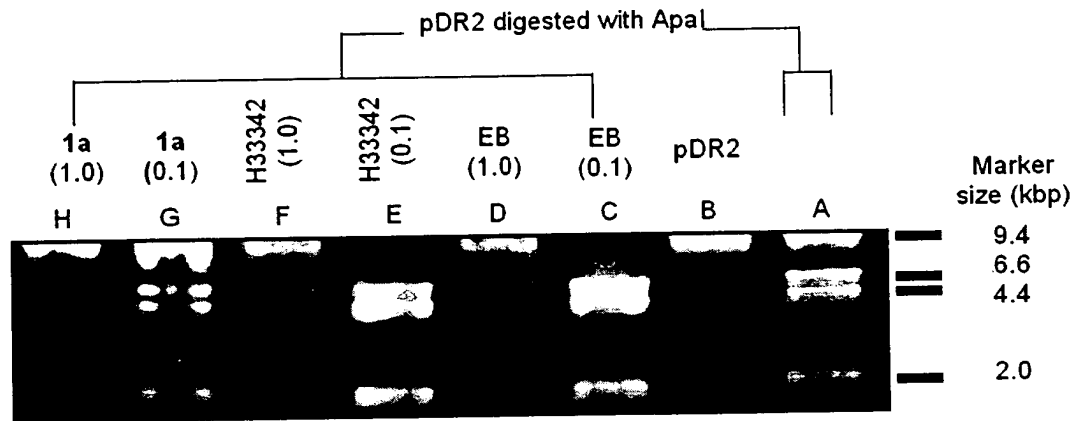 pDR2 digested with ApaI
1a
(1.0)
1a
(0.1)
H33342
(1.0)
H33342
(0.1)
EB
(1.0)
EB
(0.1)
pDR2
Marker
size (kbp)
H G F E D C B A
9.4
6.6
4.4
2.0